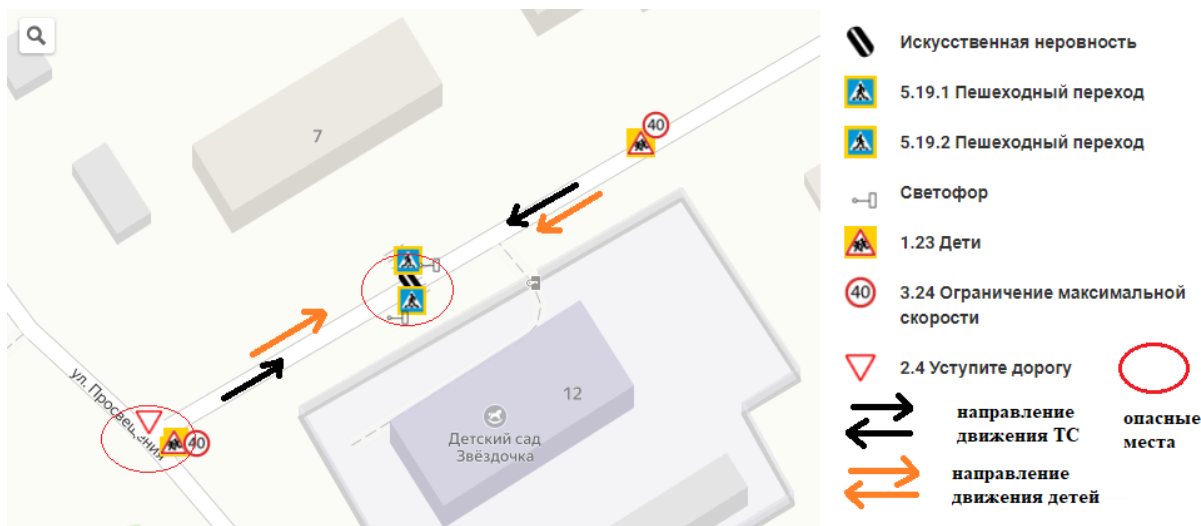 7
40
12
Детский сад
Звёздочка
ул. Просвещения
40
Искусственная неровность
5.19.1 Пешеходный переход
5.19.2 Пешеходный переход
Светофор
1.23 Дети
40
3.24 Ограничение максимальной
скорости
2.4 Уступите дорогу
направление
движения ТС
опасные
места
направление
движения детей